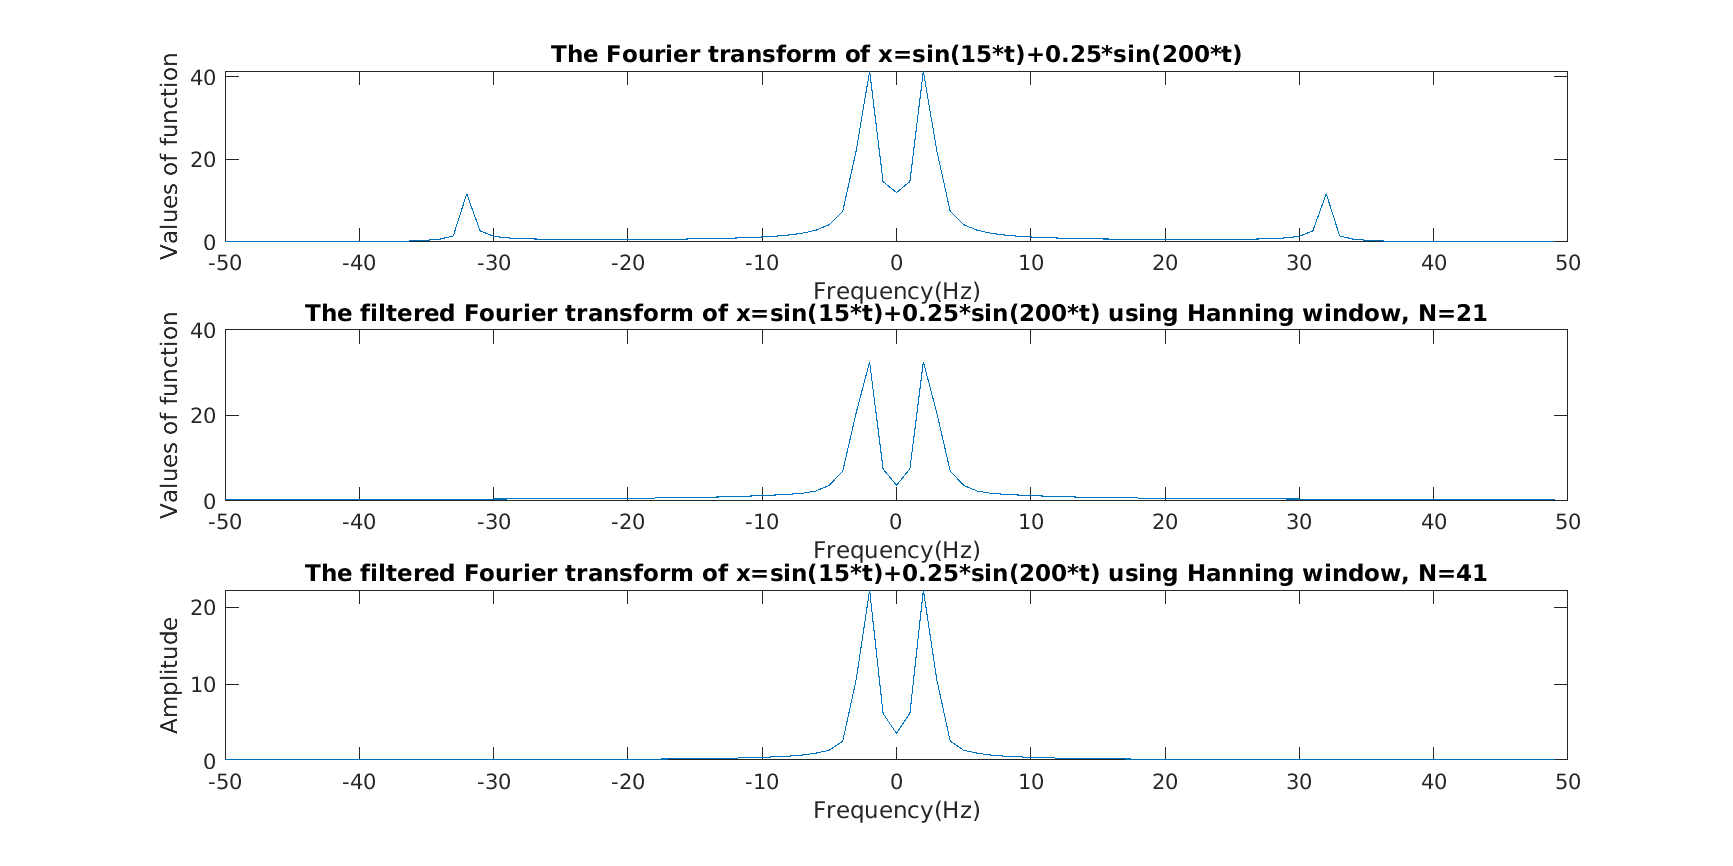 The Fourier transform of x=sin(15*t)+0.25*sin(200*t)
Values of function
40
20
0
-50 -40 -30 -20 -10 0 10 20 30 40 50
Frequency(Hz)
The filtered Fourier transform of x=sin(15*t)+0.25*sin(200*t) using Hanning window, N=21
Values of function
40
20
0
-50 -40 -30 -20 -10 0 10 20 30 40 50
Frequency(Hz)
The filtered Fourier transform of x=sin(15*t)+0.25*sin(200*t) using Hanning window, N=41
Amplitude
20
10
0
-50 -40 -30 -20 -10 0 10 20 30 40 50
Frequency(Hz)